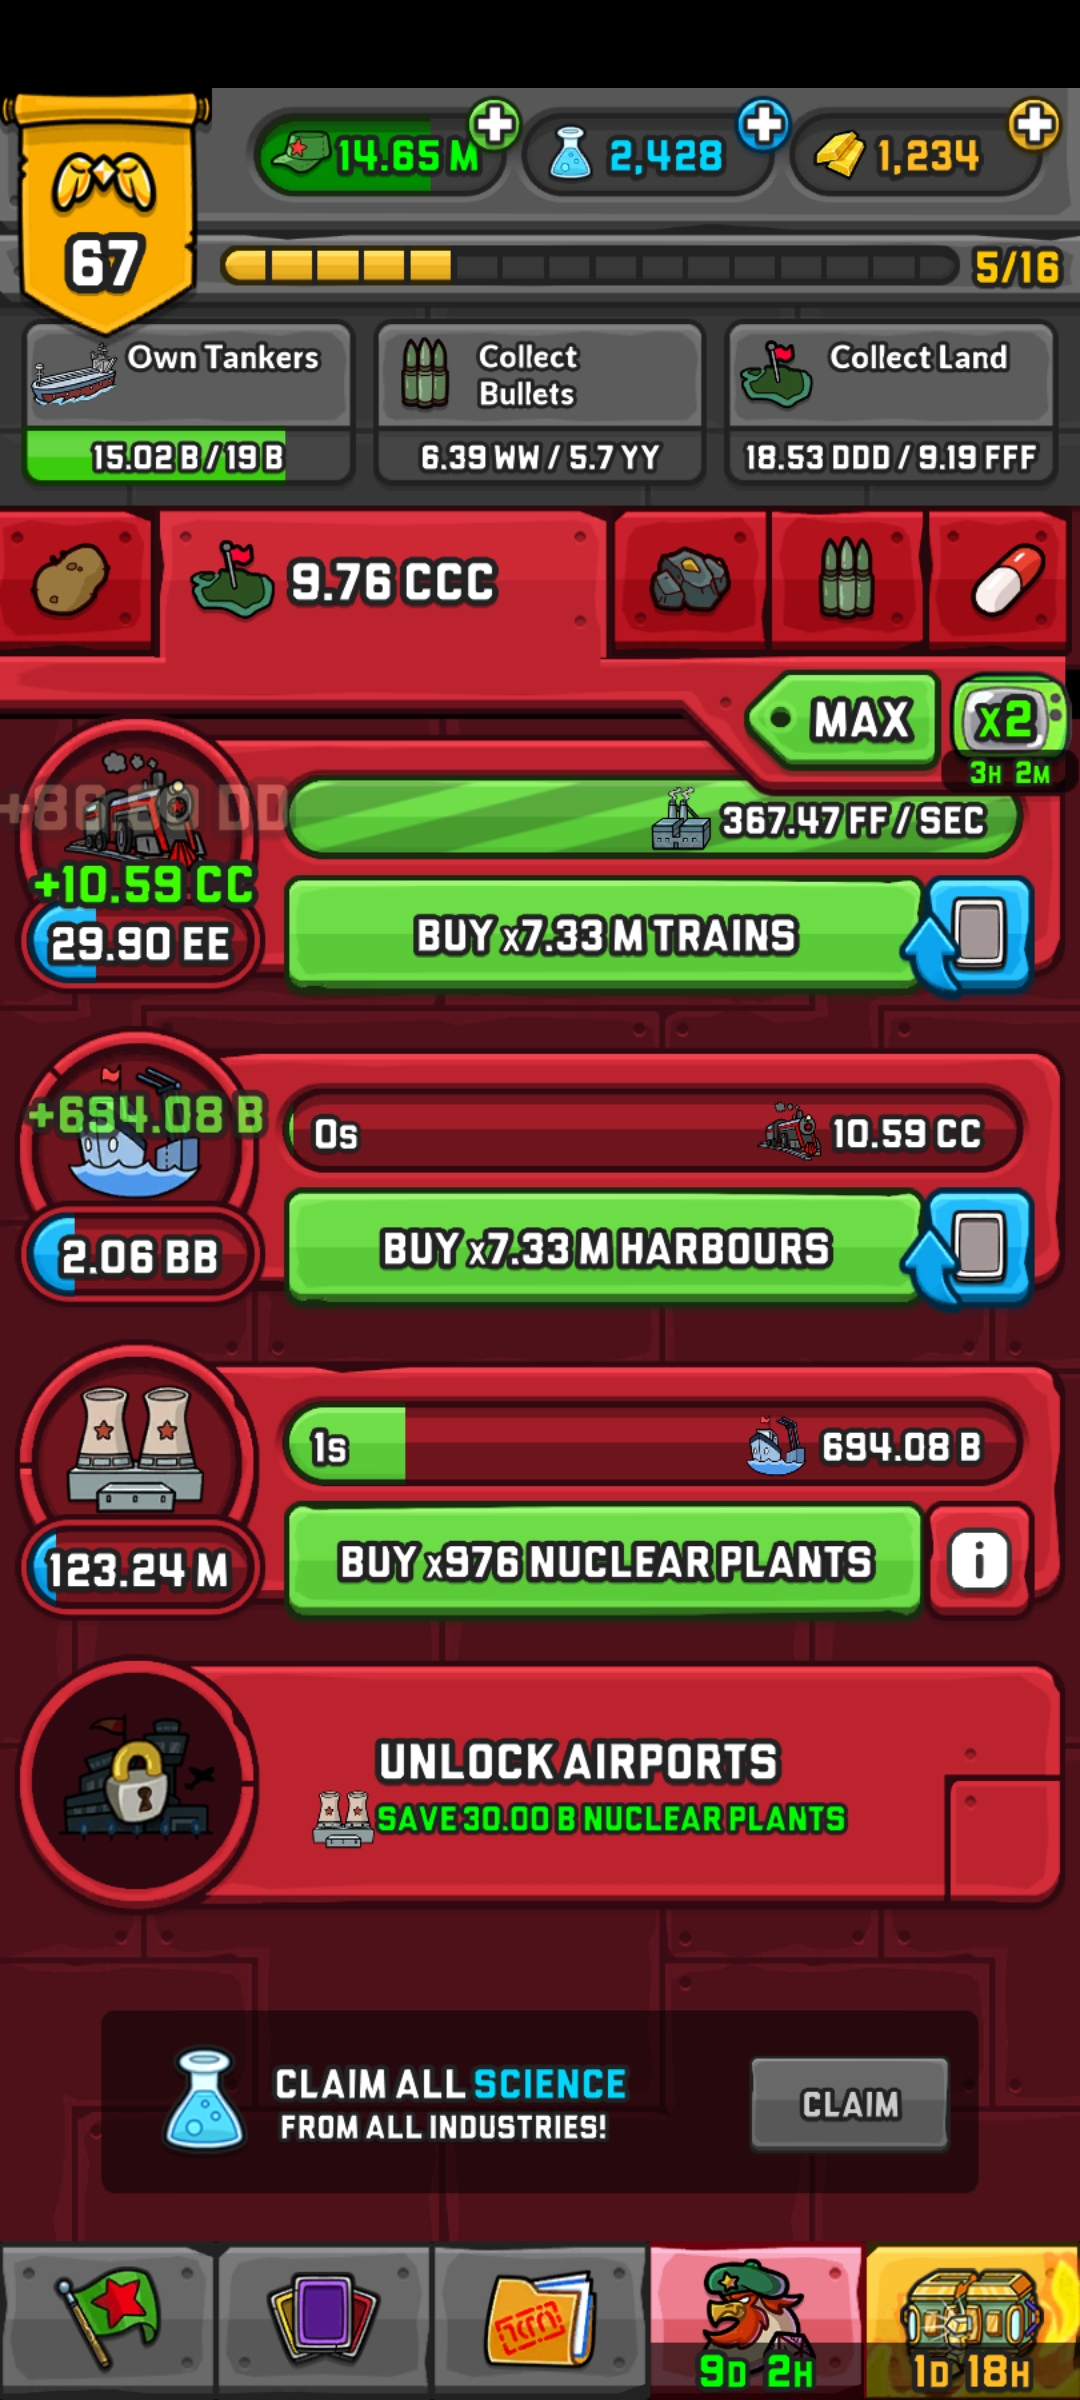 14.65 M
2,428
1,234
67
5/16
Own Tankers
15.02 B / 19 B
Collect
Bullets
6.39 WW / 5.7 YY
Collect Land
18.53 DDD / 9.19 FFF
9.76 CCC
MAX
x2
3H 2M
367.47 FF / SEC
+10.59 CC
29.90 EE
BUY x7.33 M TRAINS
+694.08 B
0s
10.59 CC
2.06 BB
BUY x7.33 M HARBOURS
1s
694.08 B
123.24 M
BUY x976 NUCLEAR PLANTS
i
UNLOCK AIRPORTS
SAVE 30.00 B NUCLEAR PLANTS
CLAIM ALL SCIENCE
FROM ALL INDUSTRIES!
CLAIM
9D 2H
1D 18H